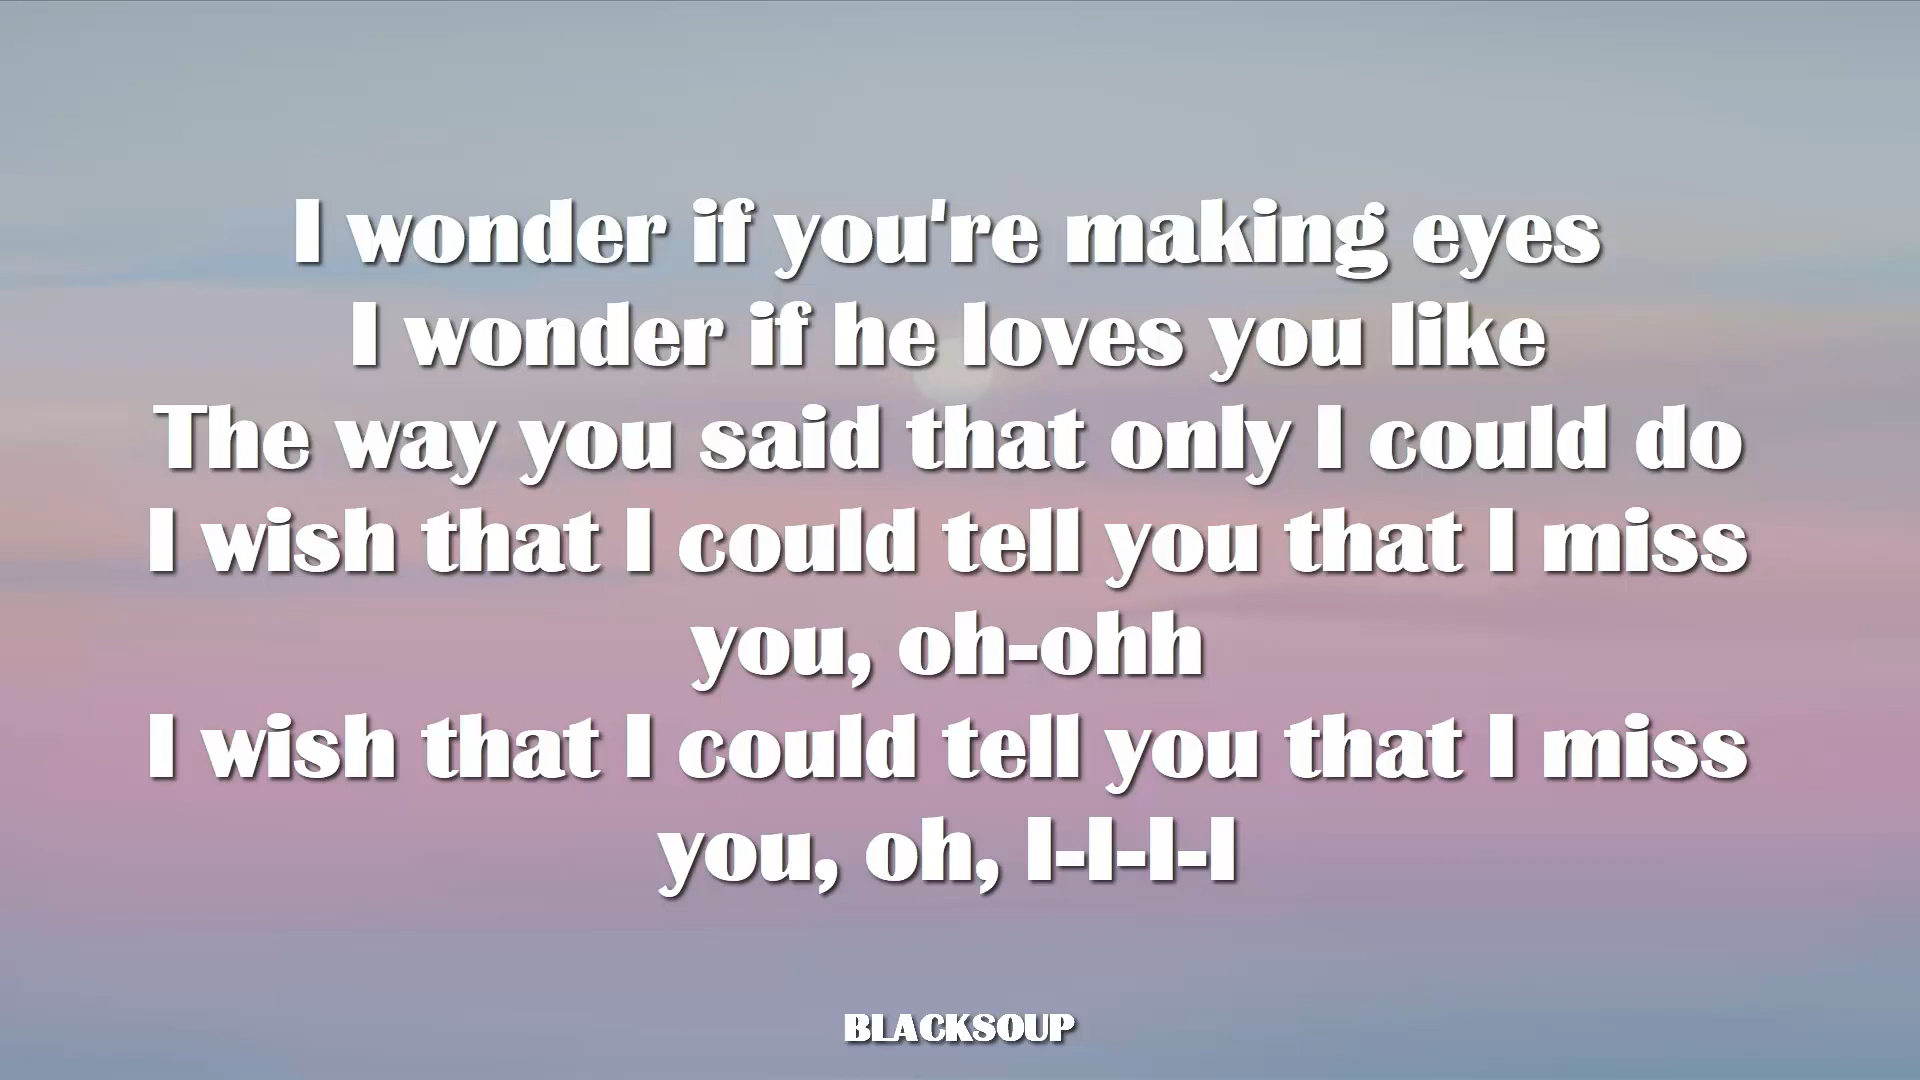 I wonder if you're making eyes
I wonder if he loves you like
The way you said that only I could do
I wish that I could tell you that I miss
you, oh-ohh
I wish that I could tell you that I miss
you, oh, I-I-I-I
BLACKSOUP